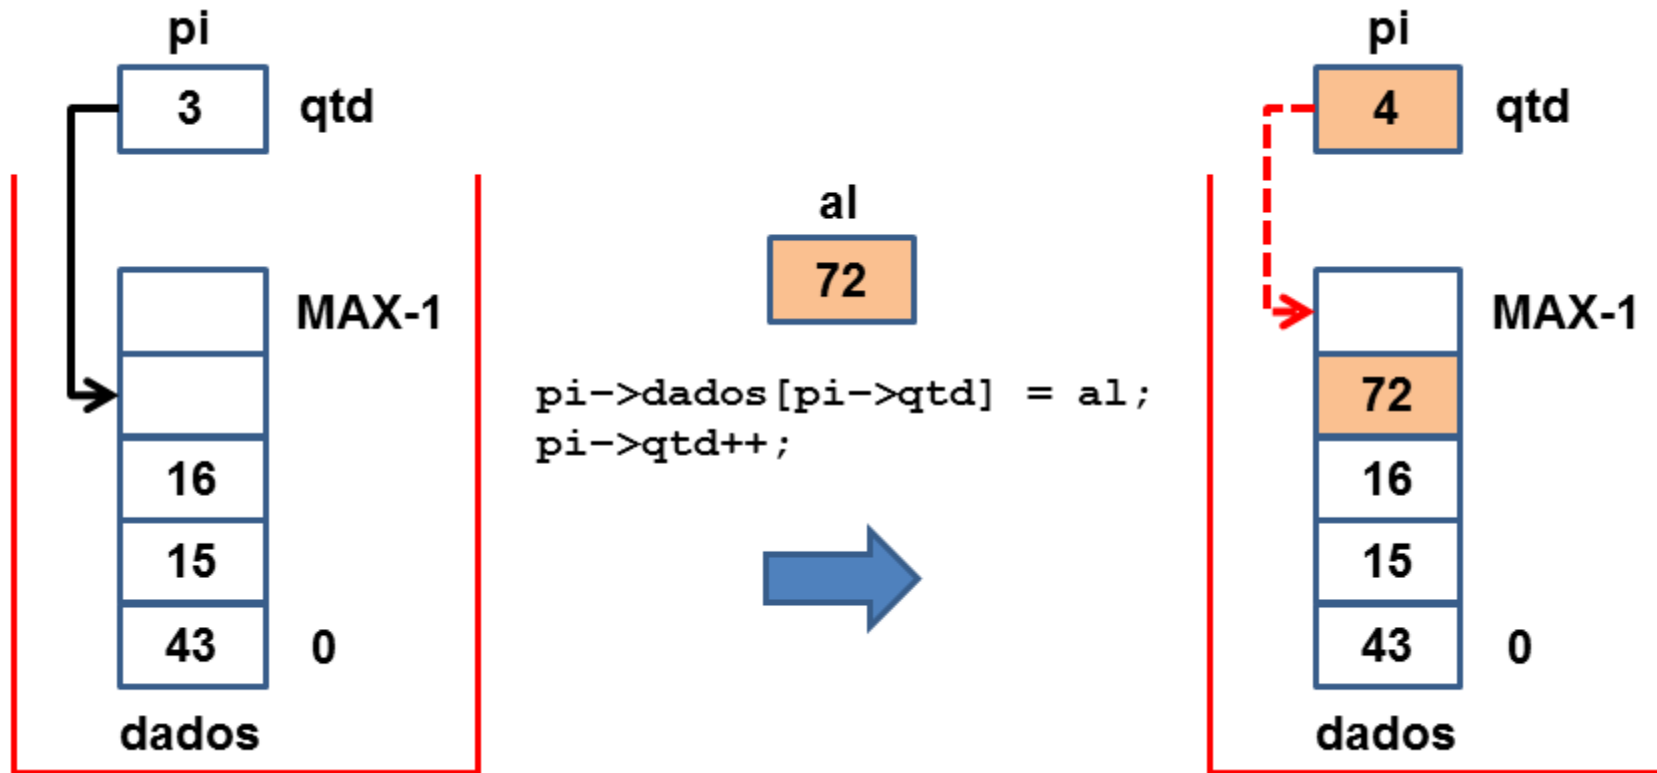 pi
3 qtd
MAX-1
16
15
43 0
dados
al
72
pi->dados[pi->qtd] = al;
pi->qtd++;
pi
4 qtd
MAX-1
72
16
15
43 0
dados